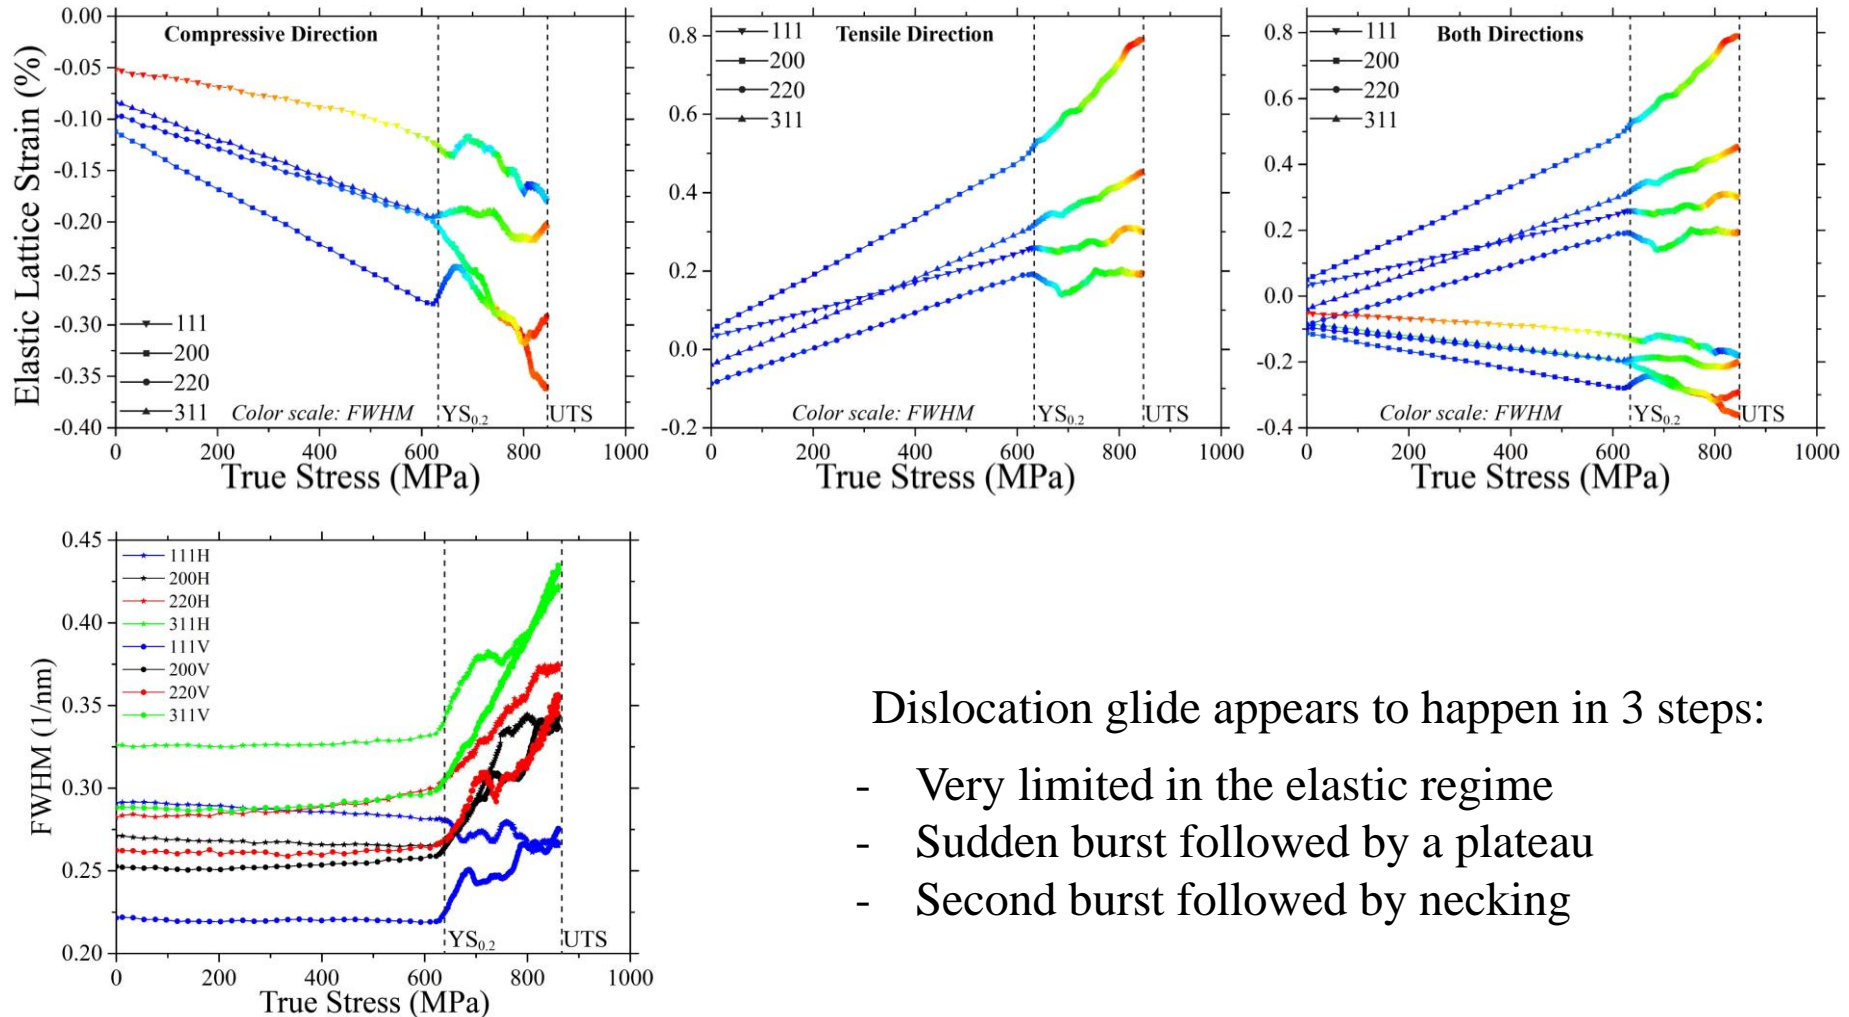 Compressive Direction
0.00
-0.05
-0.10
-0.15
-0.20
-0.25
-0.30
-0.35
-0.40
Elastic Lattice Strain (%)
111
200
220
311
Color scale: FWHM
YS0.2
UTS
0 200 400 600 800 1000
True Stress (MPa)
Tensile Direction
0.8
0.6
0.4
0.2
0.0
-0.2
111
200
220
311
Color scale: FWHM
YS0.2
UTS
0 200 400 600 800 1000
True Stress (MPa)
Both Directions
0.8
0.6
0.4
0.2
0.0
-0.2
-0.4
111
200
220
311
Color scale: FWHM
YS0.2
UTS
0 200 400 600 800 1000
True Stress (MPa)
0.45
0.40
0.35
0.30
0.25
0.20
FWHM (1/nm)
111H
200H
220H
311H
111V
200V
220V
311V
YS0.2
UTS
0 200 400 600 800 1000
True Stress (MPa)
Dislocation glide appears to happen in 3 steps:
- Very limited in the elastic regime
- Sudden burst followed by a plateau
- Second burst followed by necking